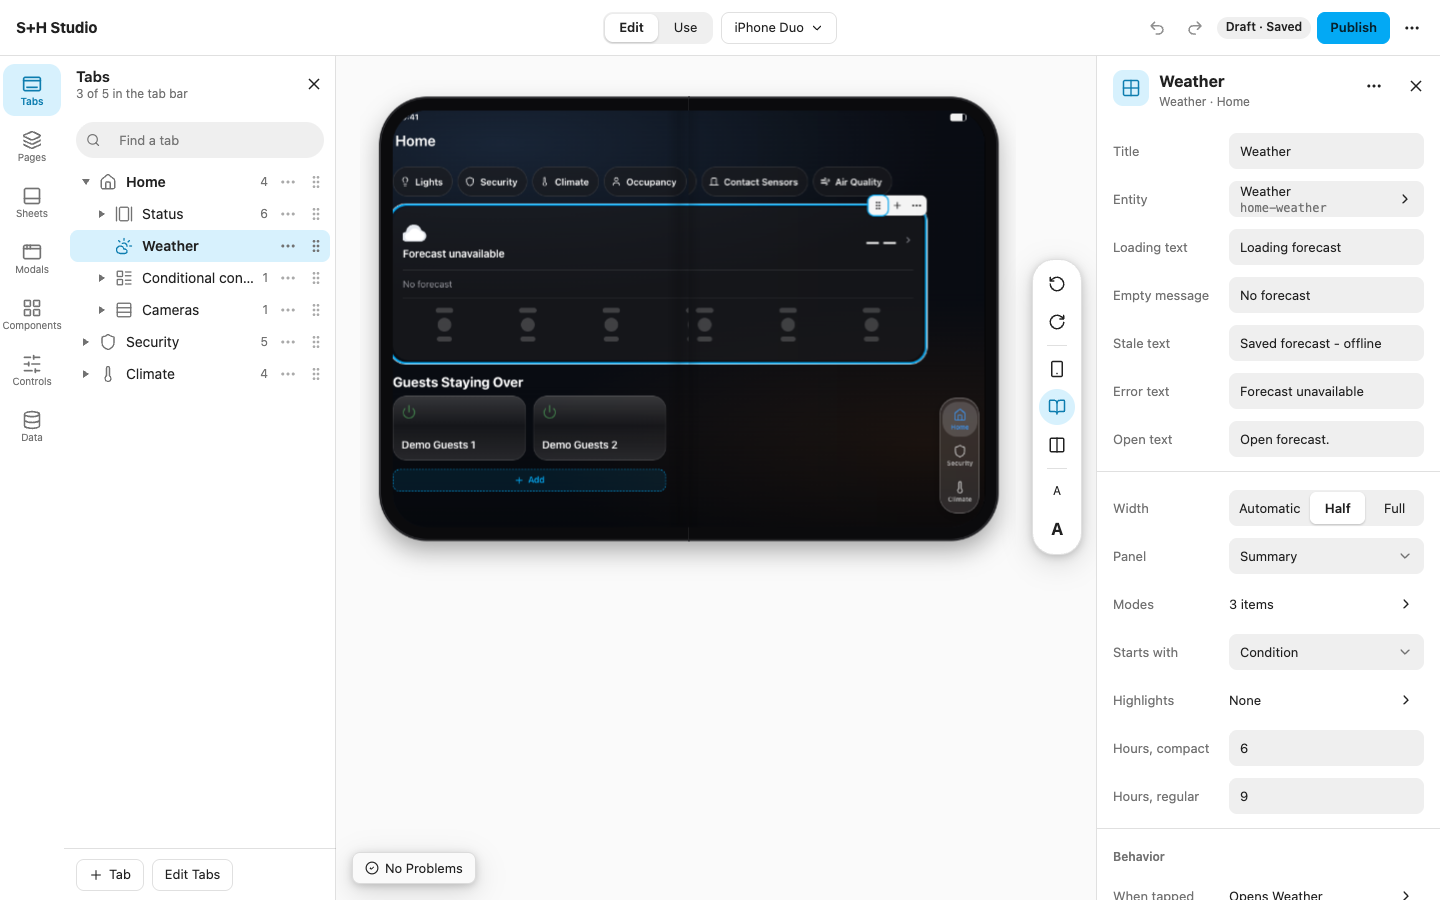 S+H Studio
Edit
Use
iPhone Duo
Draft · Saved
Publish
Tabs
Pages
Sheets
Modals
Components
Controls
Data
Tabs
3 of 5 in the tab bar
Find a tab
Home 4
Status 6
Weather
Conditional con... 1
Cameras 1
Security 5
Climate 4
+ Tab
Edit Tabs
:41
Home
Lights
Security
Climate
Occupancy
Contact Sensors
Air Quality
Forecast unavailable
No forecast
Guests Staying Over
Demo Guests 1
Demo Guests 2
+ Add
Home
Security
Climate
A
A
No Problems
Weather
Weather · Home
Title Weather
Entity Weather
home-weather
Loading text Loading forecast
Empty message No forecast
Stale text Saved forecast - offline
Error text Forecast unavailable
Open text Open forecast.
Width Automatic Half Full
Panel Summary
Modes 3 items
Starts with Condition
Highlights None
Hours, compact 6
Hours, regular 9
Behavior
When tapped Opens Weather